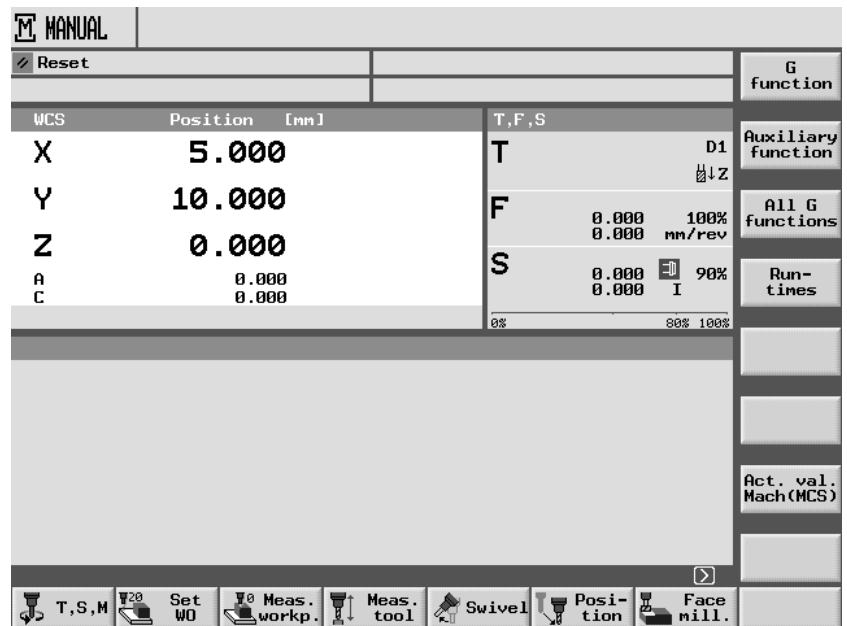 M MANUAL
Reset
WCS Position [mm]
X 5.000
Y 10.000
Z 0.000
A 0.000
C 0.000
T,F,S
T D1
Z
F 0.000 100%
0.000 mm/rev
S 0.000 90%
0.000 I
0% 80% 100%
G
function
Auxiliary
function
All G
functions
Run-
times
Act. val.
Mach(MCS)
T,S,M
20 Set
WO
0 Meas.
workp.
Meas.
tool
Swivel
Posi-
tion
Face
mill.